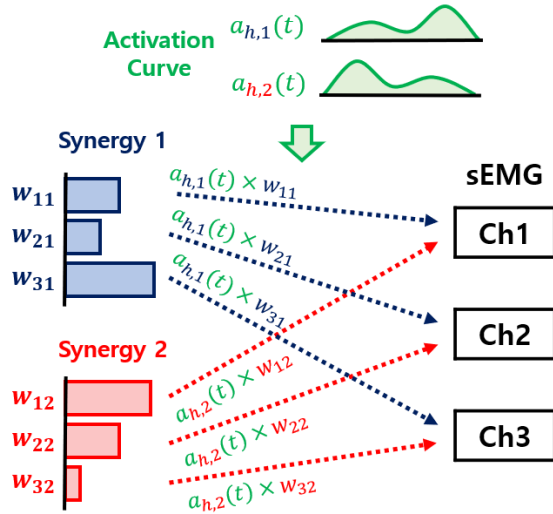 Activation
Curve
a_{h,1}(t)
a_{h,2}(t)
Synergy 1
w_{11}
w_{21}
w_{31}
a_{h,1}(t) × w_{11}
a_{h,1}(t) × w_{21}
a_{h,1}(t) × w_{31}
sEMG
Ch1
Ch2
Ch3
Synergy 2
w_{12}
w_{22}
w_{32}
a_{h,2}(t) × w_{12}
a_{h,2}(t) × w_{22}
a_{h,2}(t) × w_{32}